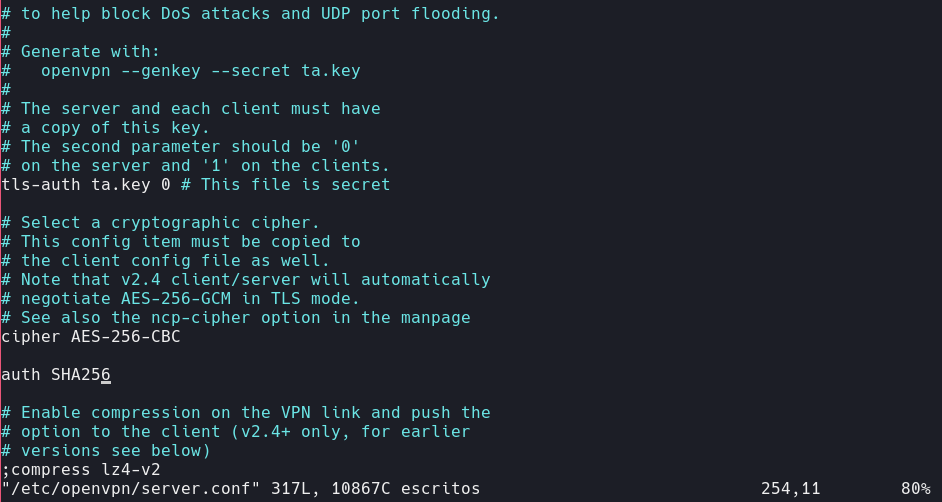 # to help block DoS attacks and UDP port flooding.
#
# Generate with:
#   openvpn --genkey --secret ta.key
#
# The server and each client must have
# a copy of this key.
# The second parameter should be '0'
# on the server and '1' on the clients.
tls-auth ta.key 0 # This file is secret

# Select a cryptographic cipher.
# This config item must be copied to
# the client config file as well.
# Note that v2.4 client/server will automatically
# negotiate AES-256-GCM in TLS mode.
# See also the ncp-cipher option in the manpage
cipher AES-256-CBC

auth SHA256

# Enable compression on the VPN link and push the
# option to the client (v2.4+ only, for earlier
# versions see below)
;compress lz4-v2
"/etc/openvpn/server.conf" 317L, 10867C escritos 254,11 80%